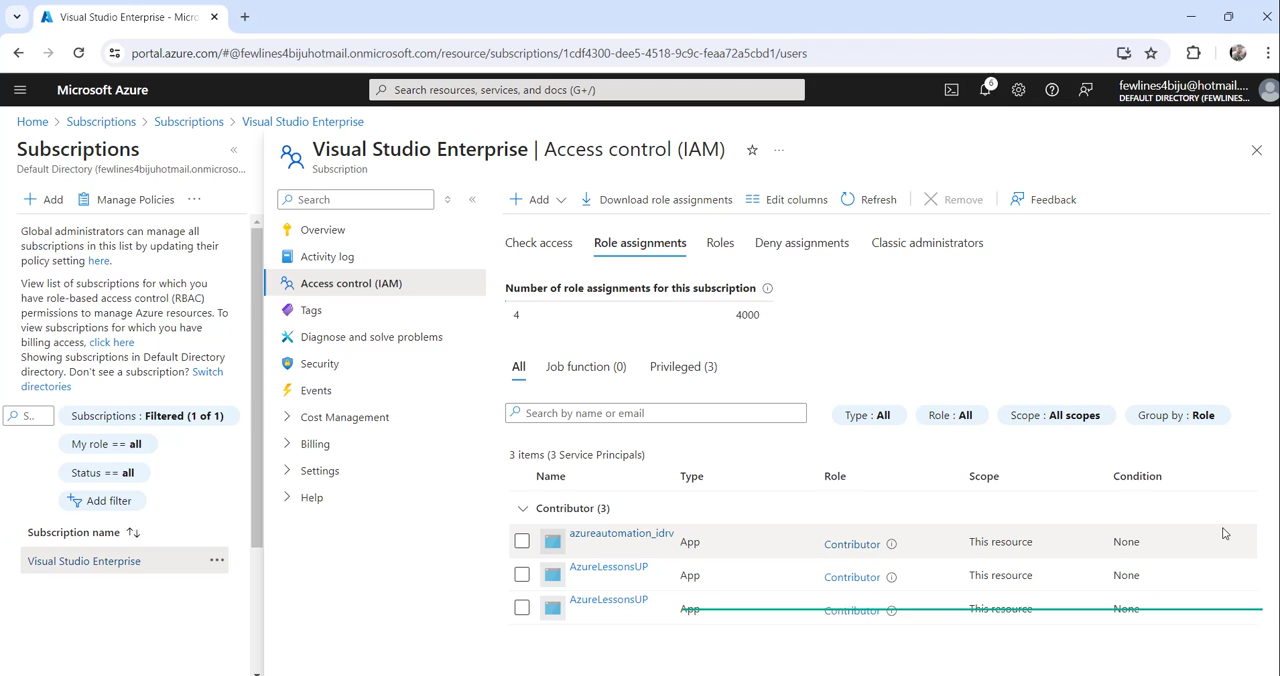 Visual Studio Enterprise - Micro
portal.azure.com/#@fewlines4bijuhotmail.onmicrosoft.com/resource/subscriptions/1cdf4300-dee5-4518-9c9c-feaa72a5cbd1/users
Microsoft Azure
Search resources, services, and docs (G+/)
6
fewlines4biju@hotmail....
DEFAULT DIRECTORY (FEWLINES...
Home > Subscriptions > Subscriptions > Visual Studio Enterprise
Subscriptions
Default Directory (fewlines4bijuhotmail.onmicroso...
Add
Manage Policies
...
Global administrators can manage all
subscriptions in this list by updating their
policy setting here.
View list of subscriptions for which you
have role-based access control (RBAC)
permissions to manage Azure resources. To
view subscriptions for which you have
billing access, click here
Showing subscriptions in Default Directory
directory. Don't see a subscription? Switch
directories
S..
Subscriptions : Filtered (1 of 1)
My role == all
Status == all
Add filter
Subscription name
Visual Studio Enterprise
...
Visual Studio Enterprise | Access control (IAM)
...
Subscription
Search
Overview
Activity log
Access control (IAM)
Tags
Diagnose and solve problems
Security
Events
Cost Management
Billing
Settings
Help
Add
Download role assignments
Edit columns
Refresh
Remove
Feedback
Check access
Role assignments
Roles
Deny assignments
Classic administrators
Number of role assignments for this subscription
4
4000
All
Job function (0)
Privileged (3)
Search by name or email
Type : All
Role : All
Scope : All scopes
Group by : Role
3 items (3 Service Principals)
Name Type Role Scope Condition
Contributor (3)
azureautomation_idrv App Contributor This resource None
AzureLessonsUP App Contributor This resource None
AzureLessonsUP App Contributor This resource None